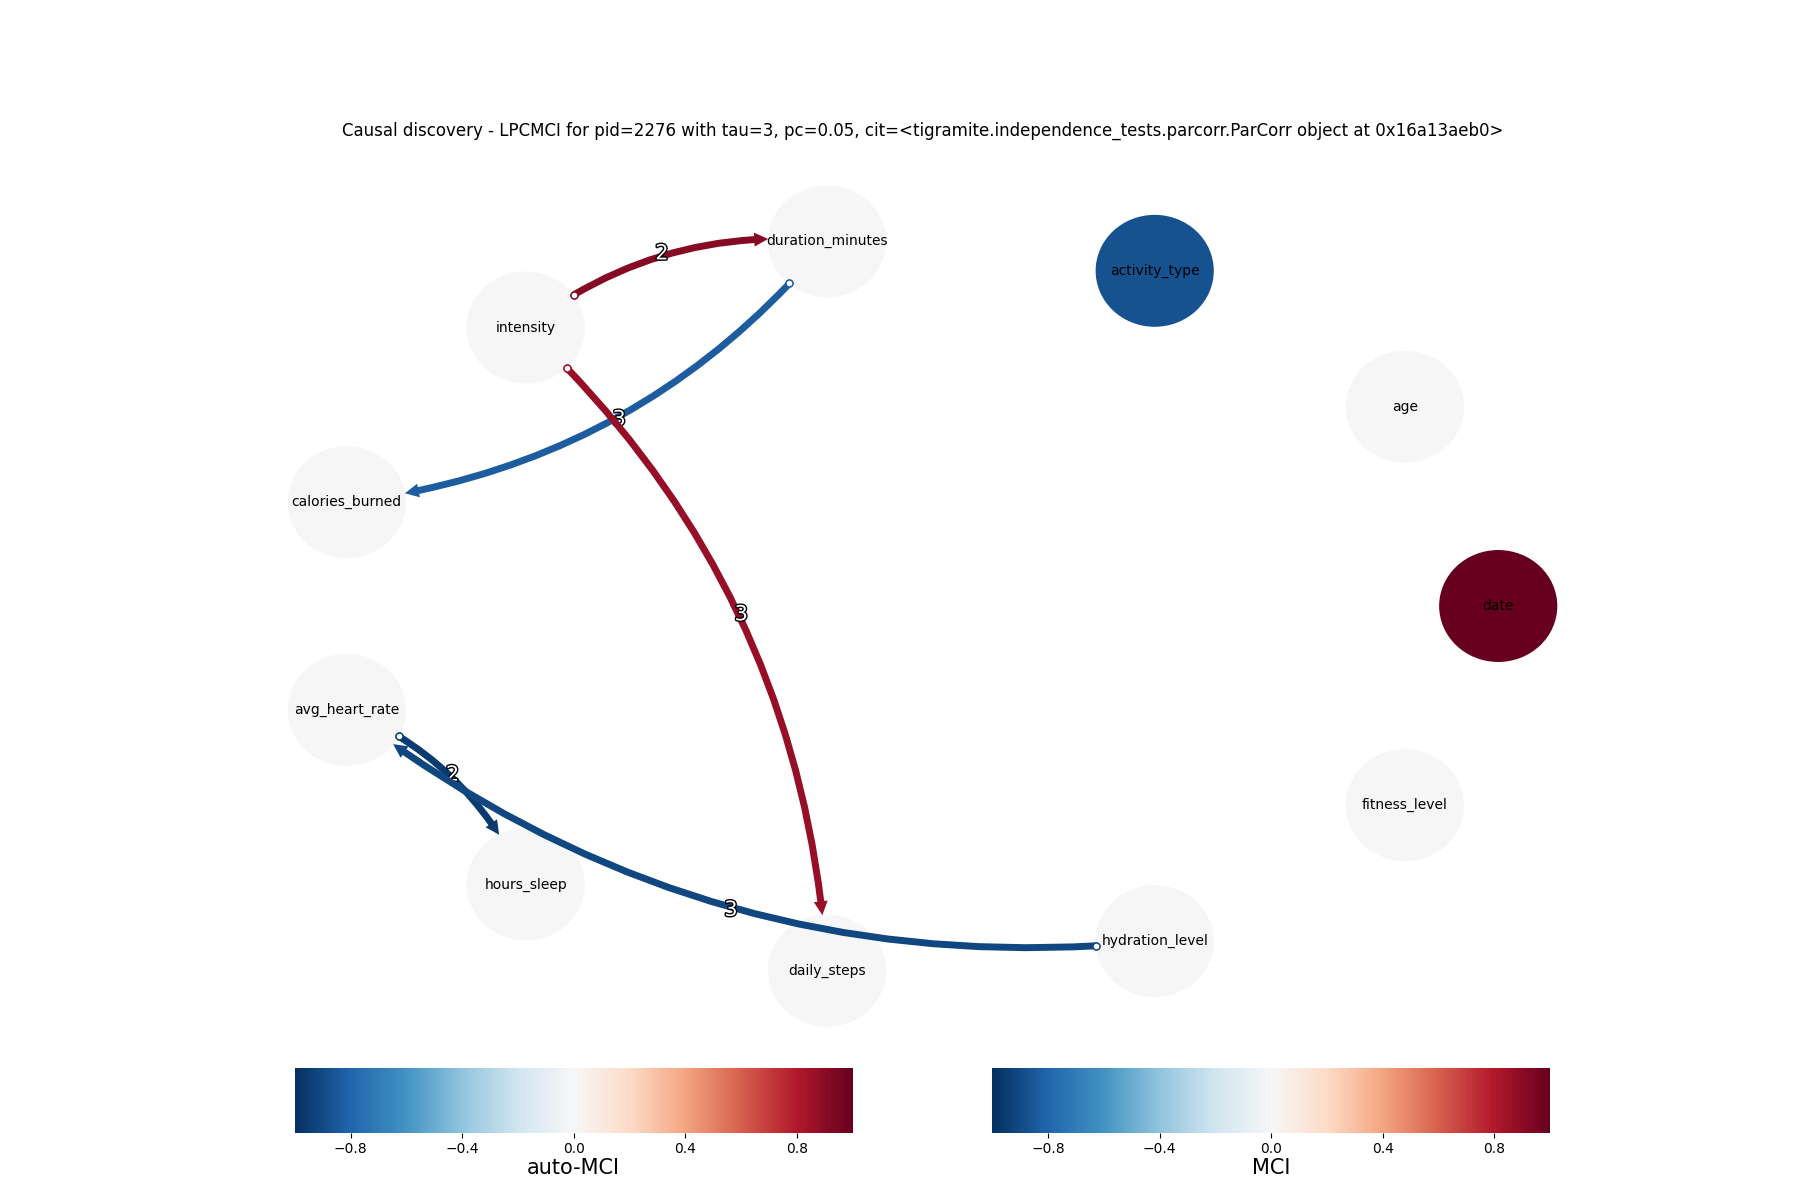 Causal discovery - LPCMCI for pid=2276 with tau=3, pc=0.05, cit=<tigramite.independence_tests.parcorr.ParCorr object at 0x16a13aeb0>
duration_minutes
2
activity_type
intensity
age
3
calories_burned
date
3
avg_heart_rate
2
fitness_level
hours_sleep
3
hydration_level
daily_steps
−0.8 −0.4 0.0 0.4 0.8
auto-MCI
−0.8 −0.4 0.0 0.4 0.8
MCI